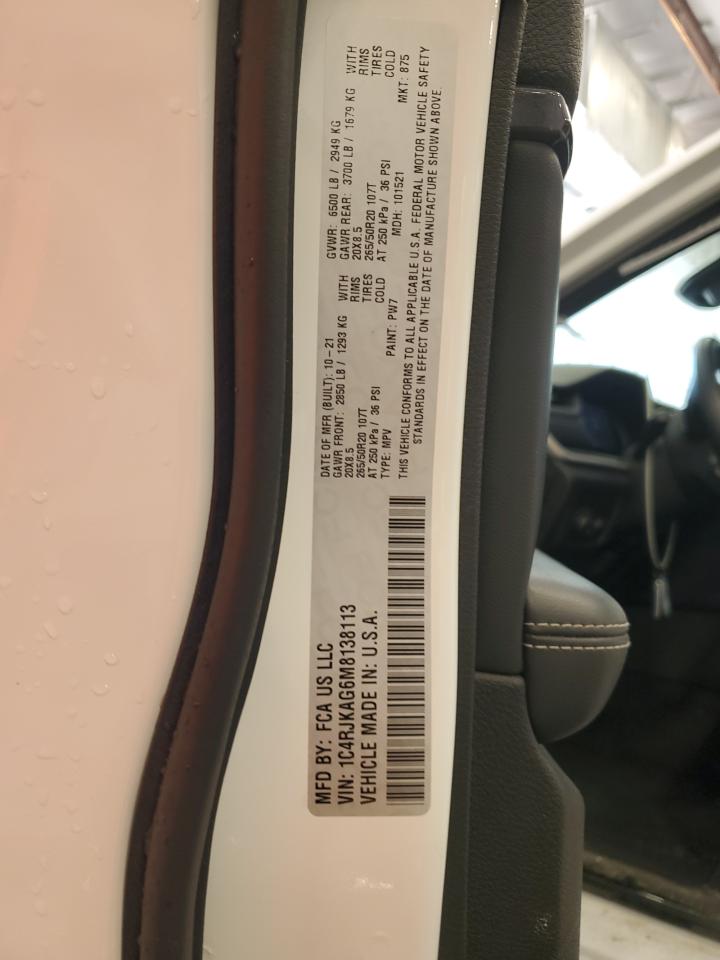 MFD BY: FCA US LLC
VIN: 1C4RJKAG6M8138113
VEHICLE MADE IN: U.S.A.
DATE OF MFR (BUILT): 10-21
GAWR FRONT: 2850 LB / 1293 KG WITH
20X8.5 RIMS
265/50R20 107T TIRES
AT 250 kPa / 36 PSI COLD
TYPE: MPV
PAINT: PW7
GVWR: 6500 LB / 2949 KG
GAWR REAR: 3700 LB / 1679 KG WITH
20X8.5 RIMS
265/50R20 107T TIRES
AT 250 kPa / 36 PSI COLD
MDH: 101521
MKT: 875
THIS VEHICLE CONFORMS TO ALL APPLICABLE U.S.A. FEDERAL MOTOR VEHICLE SAFETY
STANDARDS IN EFFECT ON THE DATE OF MANUFACTURE SHOWN ABOVE.